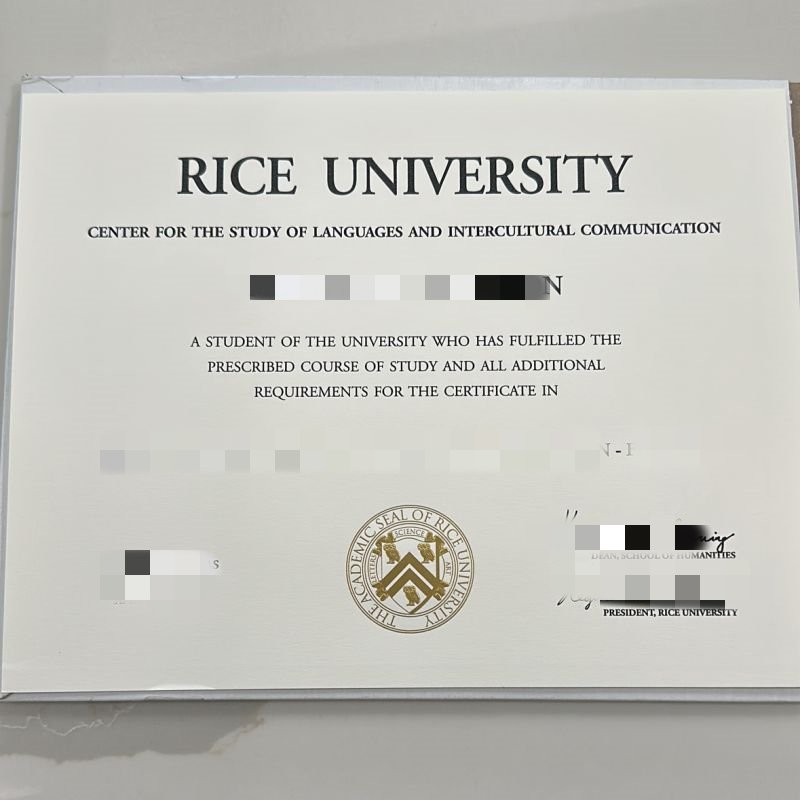 RICE UNIVERSITY
CENTER FOR THE STUDY OF LANGUAGES AND INTERCULTURAL COMMUNICATION
N
A STUDENT OF THE UNIVERSITY WHO HAS FULFILLED THE
PRESCRIBED COURSE OF STUDY AND ALL ADDITIONAL
REQUIREMENTS FOR THE CERTIFICATE IN
THE ACADEMIC SEAL OF RICE UNIVERSITY
LETTERS SCIENCE ART
DEAN, SCHOOL OF HUMANITIES
PRESIDENT, RICE UNIVERSITY